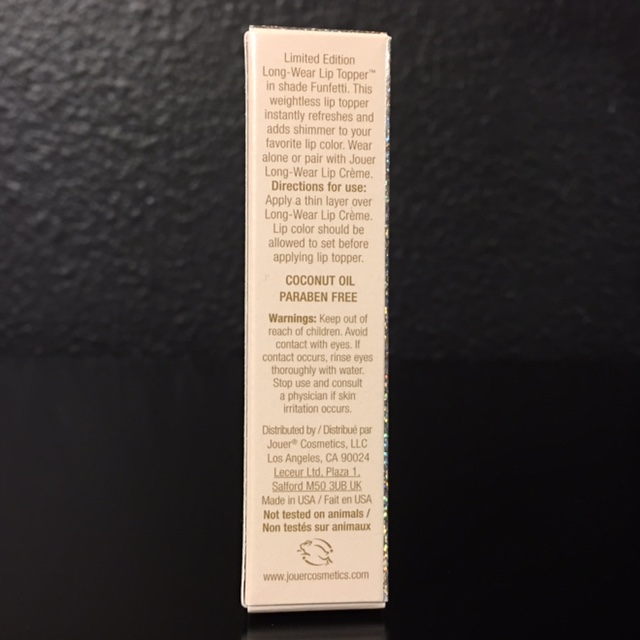 Limited Edition
Long-Wear Lip Topper™
in shade Funfetti. This
weightless lip topper
instantly refreshes and
adds shimmer to your
favorite lip color. Wear
alone or pair with Jouer
Long-Wear Lip Crème.
Directions for use:
Apply a thin layer over
Long-Wear Lip Crème.
Lip color should be
allowed to set before
applying lip topper.
COCONUT OIL
PARABEN FREE
Warnings: Keep out of
reach of children. Avoid
contact with eyes. If
contact occurs, rinse eyes
thoroughly with water.
Stop use and consult
a physician if skin
irritation occurs.
Distributed by / Distribué par
Jouer® Cosmetics, LLC
Los Angeles, CA 90024
Leceur Ltd, Plaza 1,
Salford M50 3UB UK
Made in USA / Fait en USA
Not tested on animals /
Non testés sur animaux
www.jouercosmetics.com